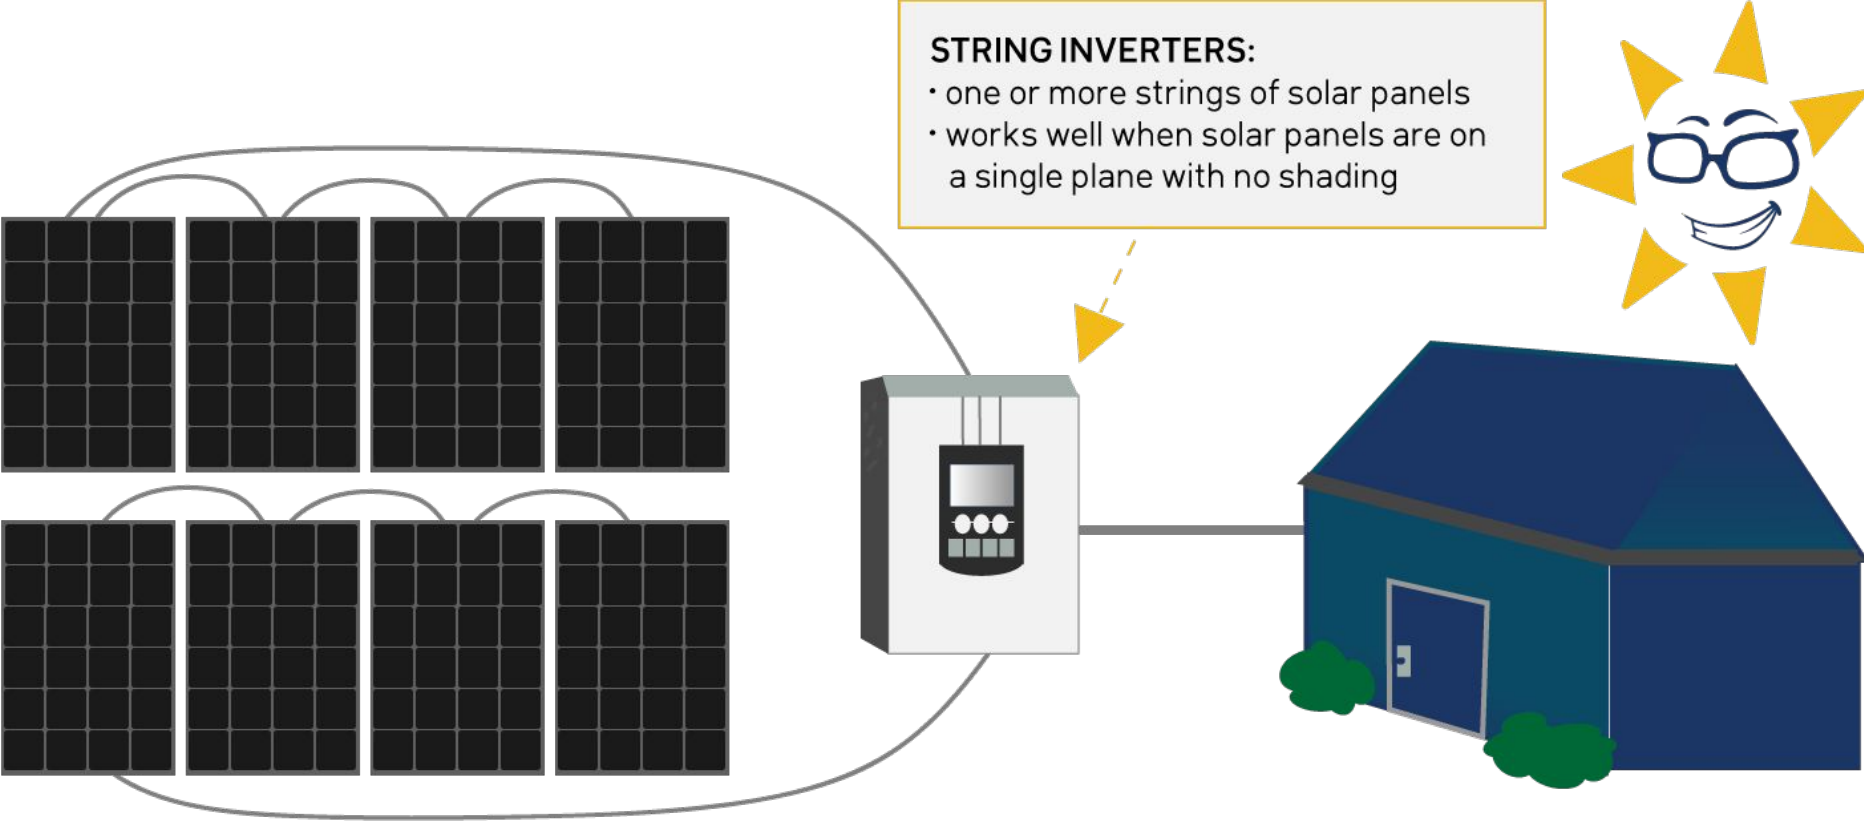 STRING INVERTERS:
• one or more strings of solar panels
• works well when solar panels are on
a single plane with no shading